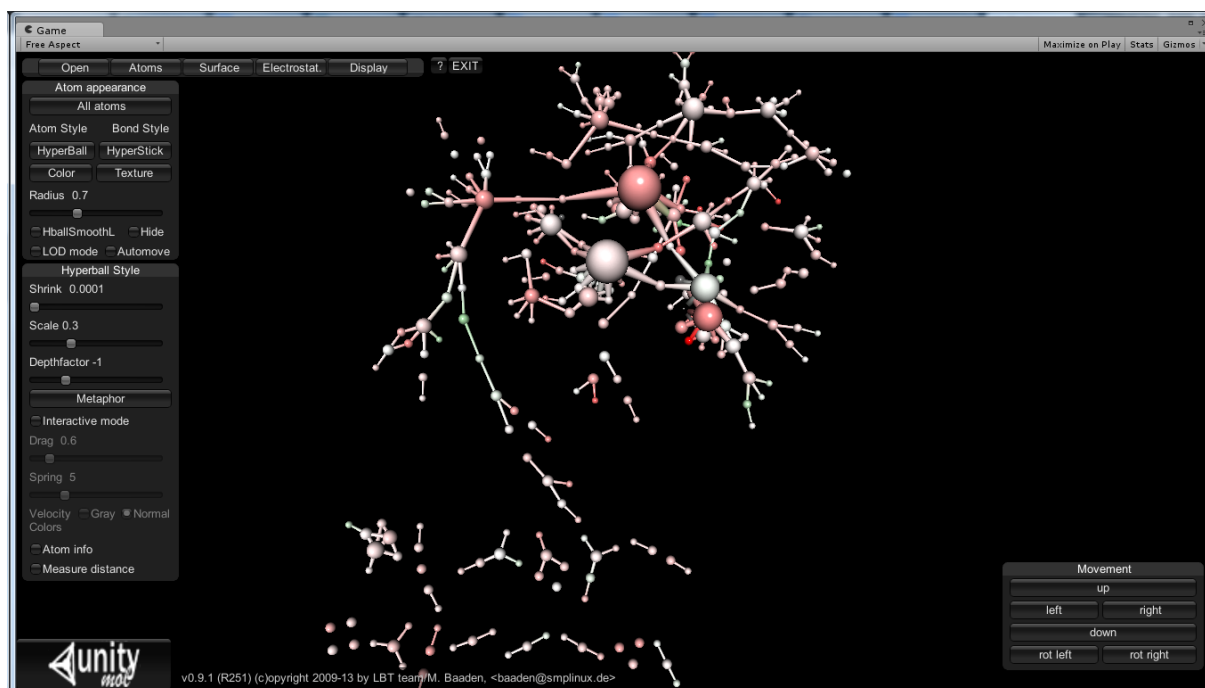 Game
Free Aspect
Maximize on Play Stats Gizmos
Open Atoms Surface Electrostat. Display ? EXIT
Atom appearance
All atoms
Atom Style Bond Style
HyperBall HyperStick
Color Texture
Radius 0.7
HballSmoothL Hide
LOD mode Automove
Hyperball Style
Shrink 0.0001
Scale 0.3
Depthfactor -1
Metaphor
Interactive mode
Drag 0.6
Spring 5
Velocity Gray Normal
Colors
Atom info
Measure distance
Movement
up
left right
down
rot left rot right
unity
mol
v0.9.1 (R251) (c)opyright 2009-13 by LBT team/M. Baaden, <baaden@smplinux.de>